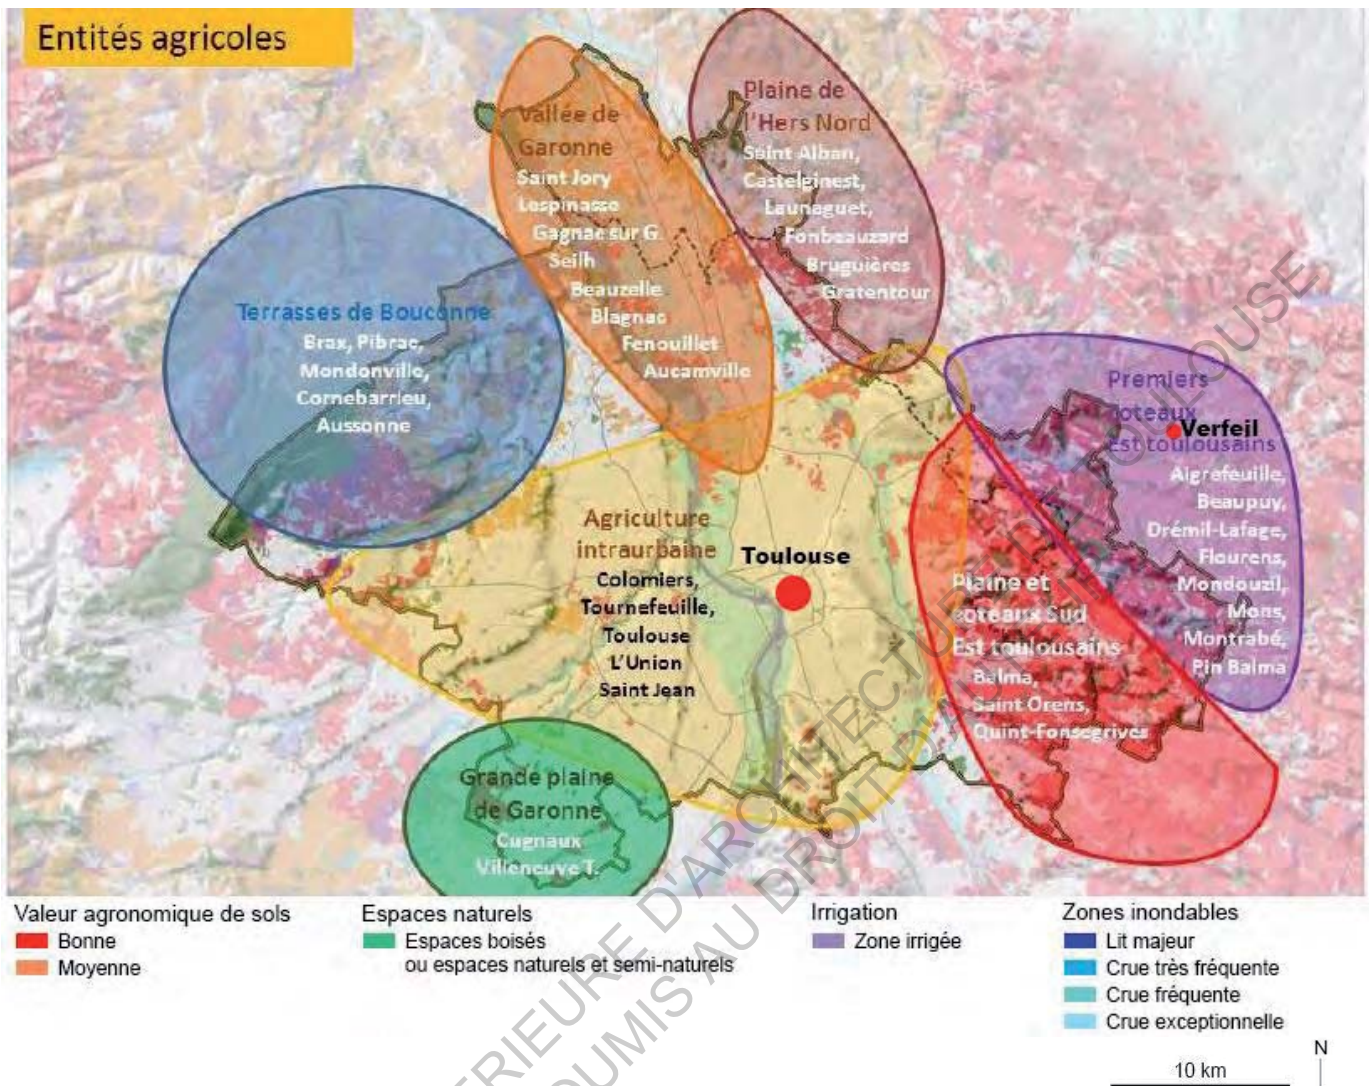 Entités agricoles
Vallée de
Garonne
Saint Jory
Lespinasse
Gagnac sur G.
Seilh
Beauzelle
Blagnac
Fenouillet
Aucamville
Plaine de
l'Hers Nord
Saint Alban,
Castelginest,
Launaguet,
Fonbeauzard
Bruguières
Gratentour
Terrasses de Bouconne
Brax, Pibrac,
Mondonville,
Cornebarrieu,
Aussonne
Premiers
coteaux
Est toulousains
Verfeil
Aigrefeuille,
Beaupuy,
Drémil-Lafage,
Flourens,
Mondouzil,
Mons,
Montrabé,
Pin Balma
Agriculture
intraurbaine
Colomiers,
Tournefeuille,
Toulouse
L'Union
Saint Jean
Toulouse
Plaine et
coteaux Sud
Est toulousains
Balma,
Saint Orens,
Quint-Fonsegrives
Grande plaine
de Garonne
Cugnaux
Villeneuve T.
Valeur agronomique de sols
Bonne
Moyenne
Espaces naturels
Espaces boisés
ou espaces naturels et semi-naturels
Irrigation
Zone irrigée
Zones inondables
Lit majeur
Crue très fréquente
Crue fréquente
Crue exceptionnelle
10 km
N